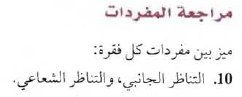 مراجعة المفردات
ميز بين مفردات كل فقرة:
10. التناظر الجانبي، والتناظر الشعاعي.